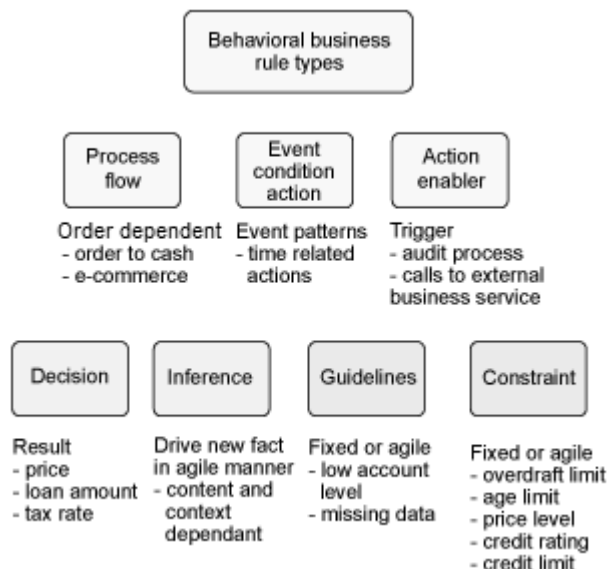 Behavioral business
rule types
Process
flow
Event
condition
action
Action
enabler
Order dependent
- order to cash
- e-commerce
Event patterns
- time related
actions
Trigger
- audit process
- calls to external
business service
Decision
Inference
Guidelines
Constraint
Result
- price
- loan amount
- tax rate
Drive new fact
in agile manner
- content and
context
dependant
Fixed or agile
- low account
level
- missing data
Fixed or agile
- overdraft limit
- age limit
- price level
- credit rating
- credit limit